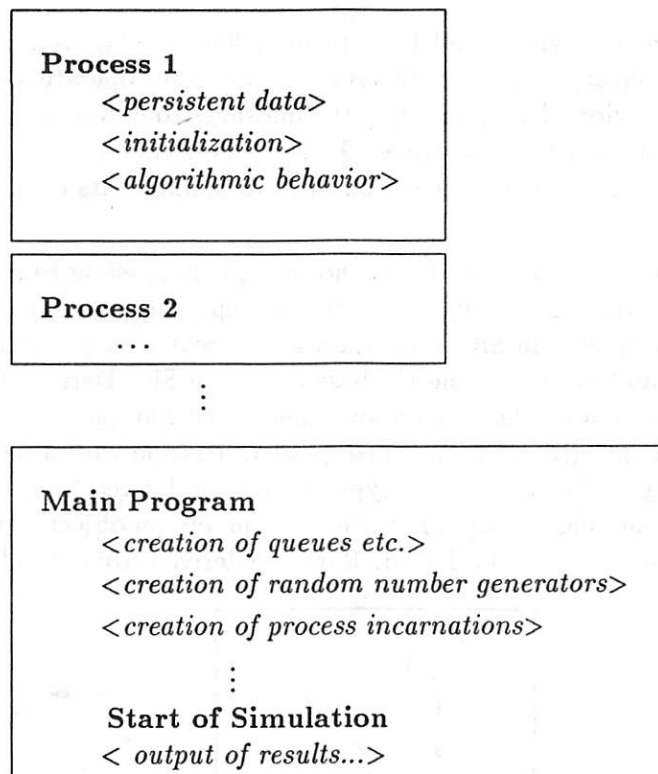 Process 1
<persistent data>
<initialization>
<algorithmic behavior>
Process 2
...
⋮
Main Program
<creation of queues etc.>
<creation of random number generators>
<creation of process incarnations>
⋮
Start of Simulation
< output of results...>